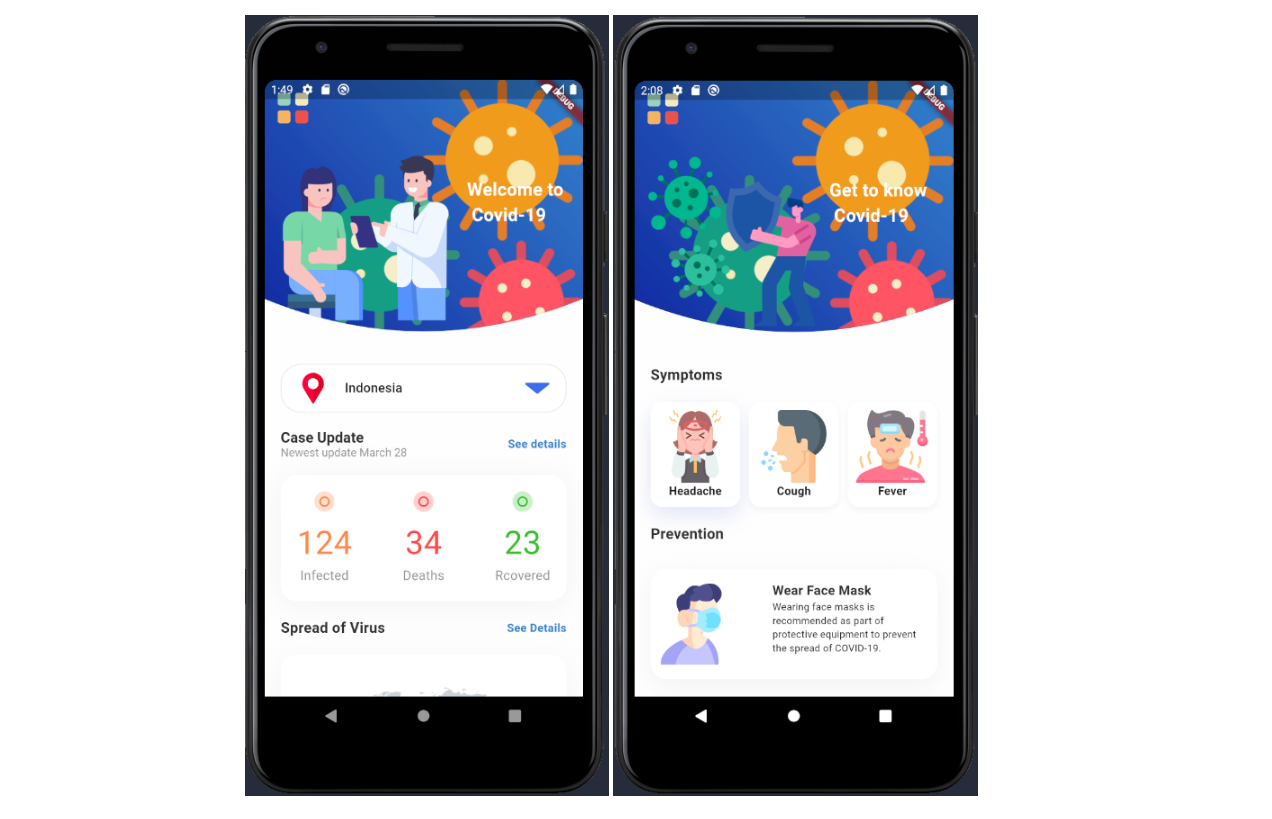 1:49
DEBUG
Welcome to
Covid-19
Indonesia
Case Update
Newest update March 28
See details
124
34
23
Infected
Deaths
Rcovered
Spread of Virus
See Details
2:08
DEBUG
Get to know
Covid-19
Symptoms
Headache
Cough
Fever
Prevention
Wear Face Mask
Wearing face masks is
recommended as part of
protective equipment to prevent
the spread of COVID-19.